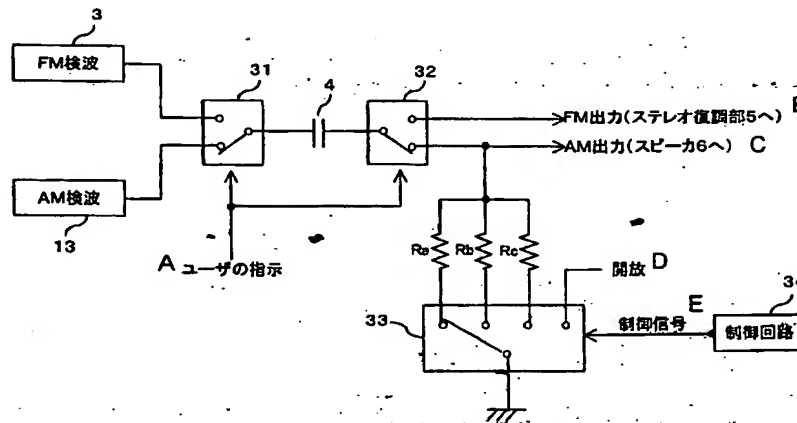 3
FM検波
31
4
32
FM出力(ステレオ復調部5へ)
AM出力(スピーカ6へ) C
AM検波
13
A ユーザの指示
Ra
Rb
Rc
開放 D
33
E
制御信号
制御回路